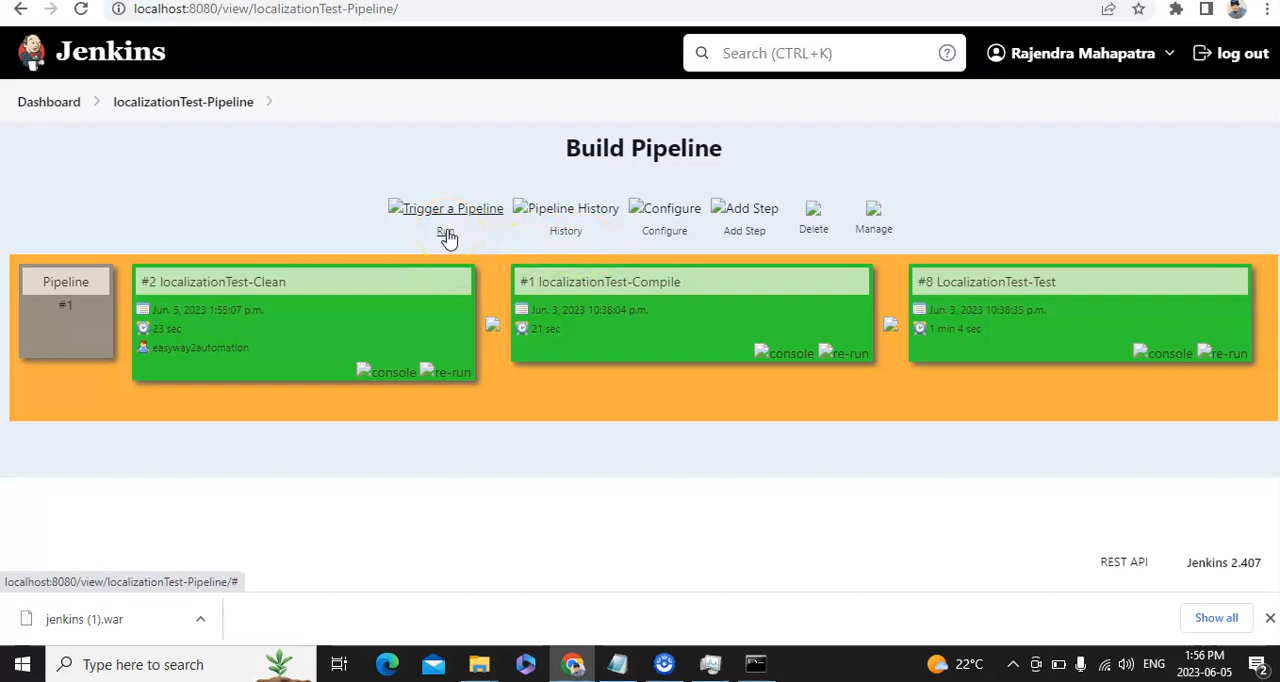 localhost:8080/view/localizationTest-Pipeline/
Jenkins
Search (CTRL+K)
Rajendra Mahapatra
log out
Dashboard
localizationTest-Pipeline
Build Pipeline
Trigger a Pipeline Pipeline History Configure Add Step
Run History Configure Add Step Delete Manage
Pipeline
#1
#2 localizationTest-Clean
Jun. 5, 2023 1:55:07 p.m.
23 sec
easyway2automation
console re-run
#1 localizationTest-Compile
Jun. 3, 2023 10:38:04 p.m.
21 sec
console re-run
#8 LocalizationTest-Test
Jun. 3, 2023 10:38:35 p.m.
1 min 4 sec
console re-run
REST API Jenkins 2.407
localhost:8080/view/localizationTest-Pipeline/#
jenkins (1).war
Show all
Type here to search
22°C
ENG
1:56 PM
2023-06-05
2